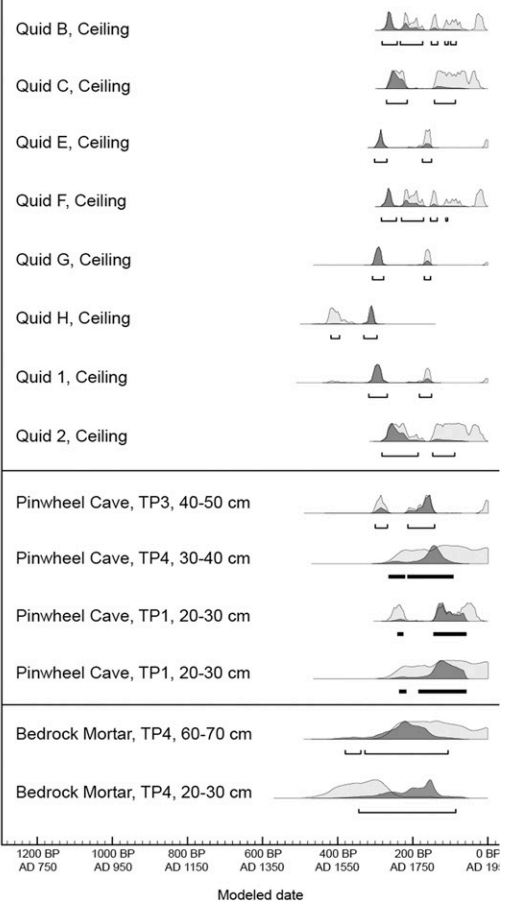 Quid B, Ceiling
Quid C, Ceiling
Quid E, Ceiling
Quid F, Ceiling
Quid G, Ceiling
Quid H, Ceiling
Quid 1, Ceiling
Quid 2, Ceiling
Pinwheel Cave, TP3, 40-50 cm
Pinwheel Cave, TP4, 30-40 cm
Pinwheel Cave, TP1, 20-30 cm
Pinwheel Cave, TP1, 20-30 cm
Bedrock Mortar, TP4, 60-70 cm
Bedrock Mortar, TP4, 20-30 cm
1200 BP 1000 BP 800 BP 600 BP 400 BP 200 BP 0 BP
AD 750 AD 950 AD 1150 AD 1350 AD 1550 AD 1750 AD
Modeled date